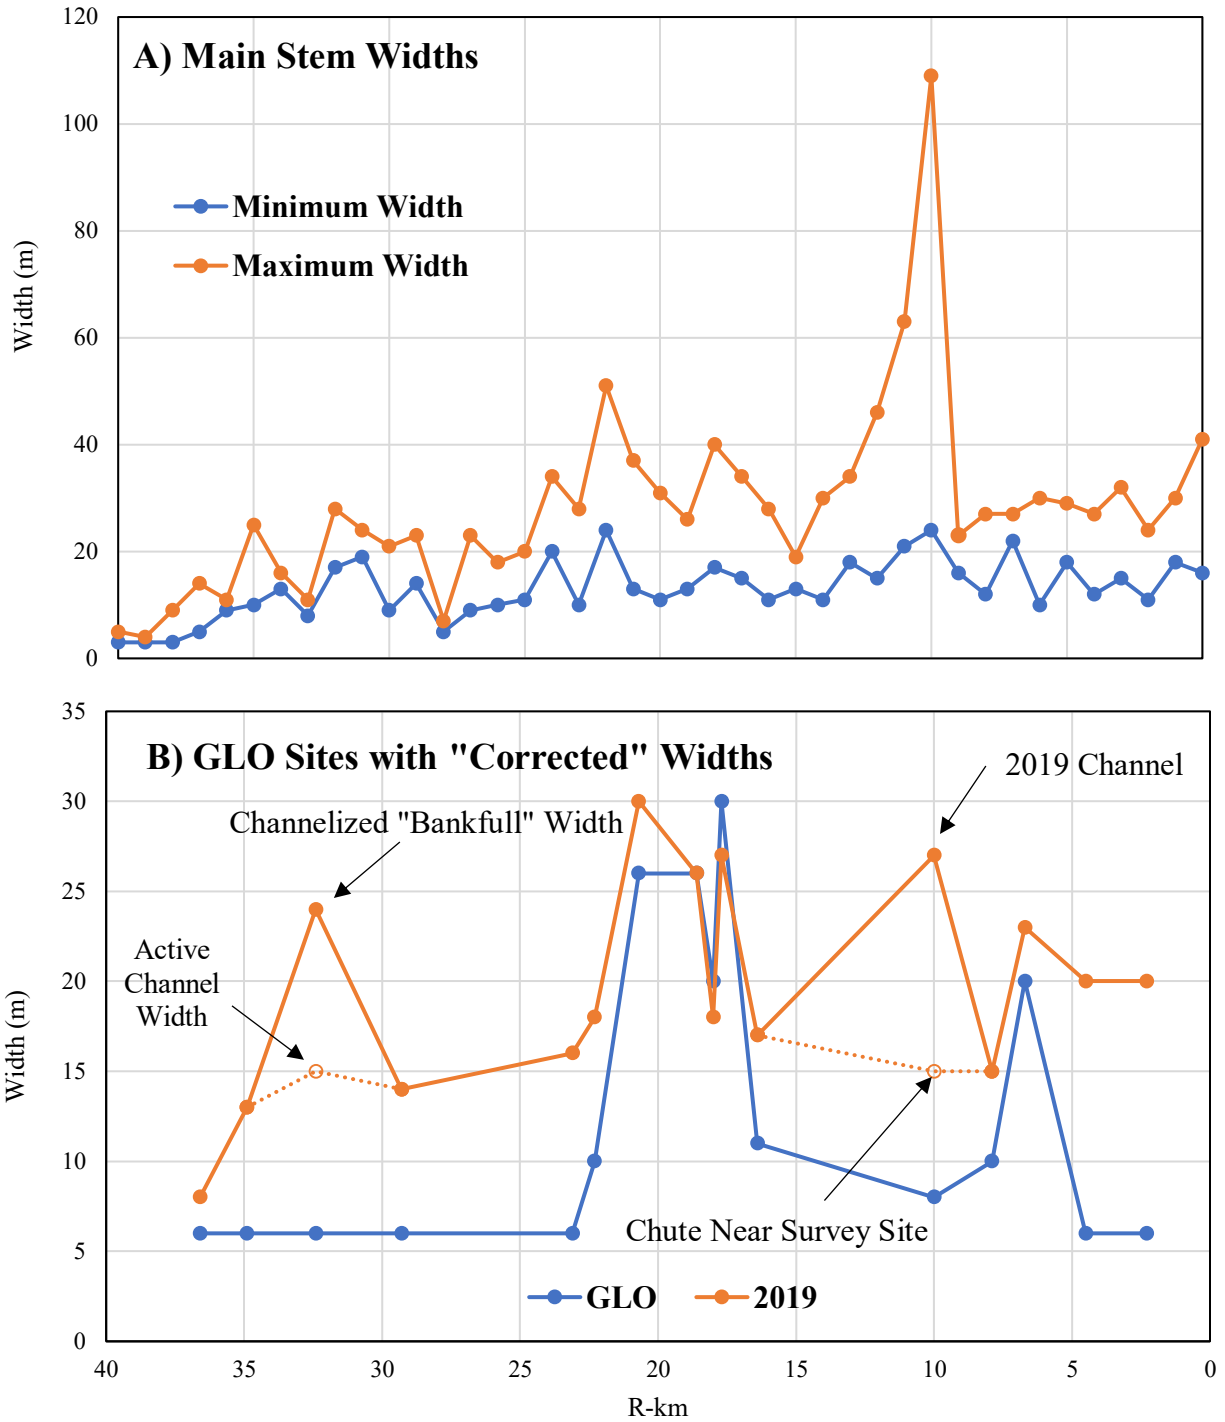 A) Main Stem Widths
Width (m)
120
100
80
60
40
20
0
Minimum Width
Maximum Width
B) GLO Sites with "Corrected" Widths
Width (m)
35
30
25
20
15
10
5
0
2019 Channel
Channelized "Bankfull" Width
Active
Channel
Width
Chute Near Survey Site
GLO
2019
40
35
30
25
20
15
10
5
0
R-km